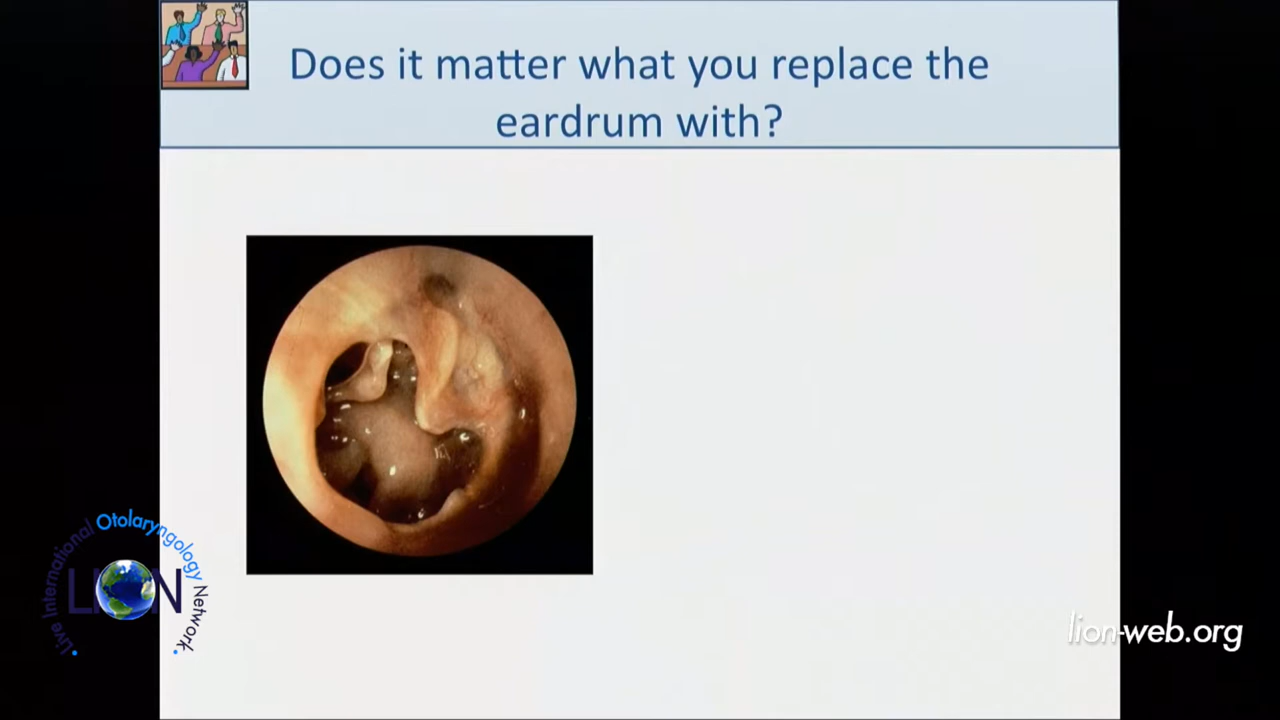 Does it matter what you replace the
eardrum with?
Live International Otolaryngology Network
LION
lion-web.org